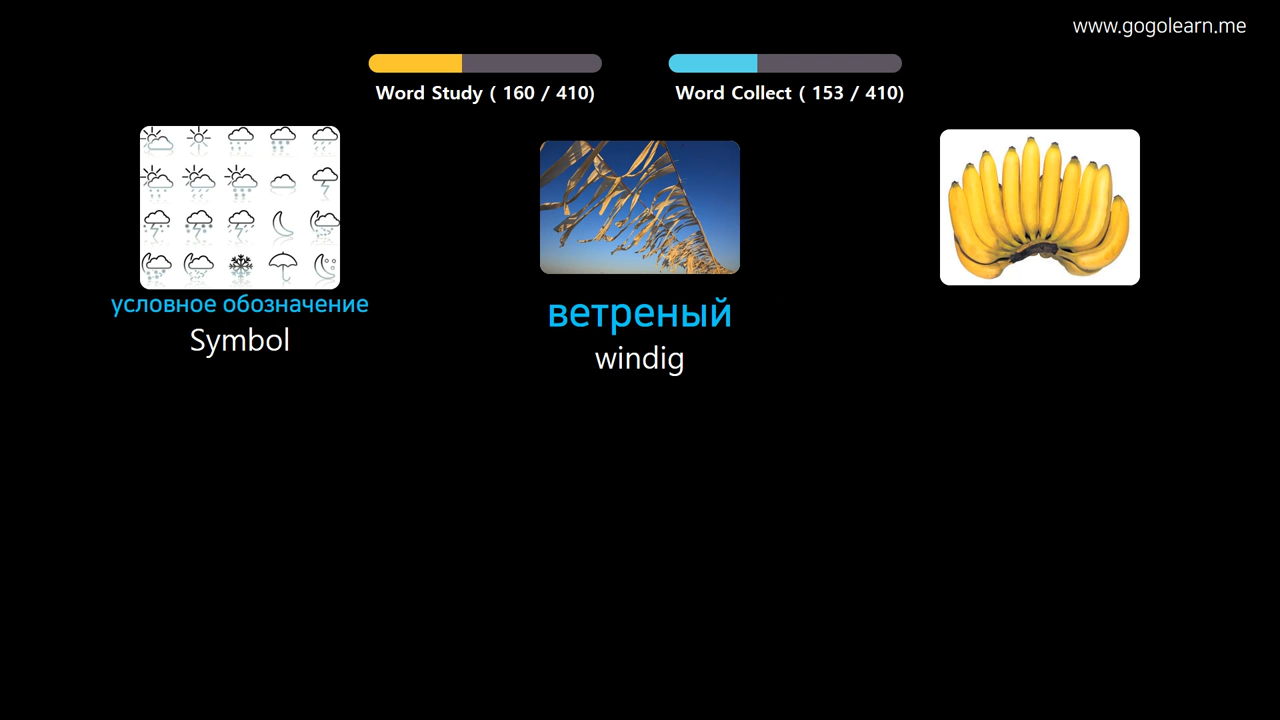 www.gogolearn.me
Word Study ( 160 / 410)
Word Collect ( 153 / 410)
условное обозначение
Symbol
ветреный
windig